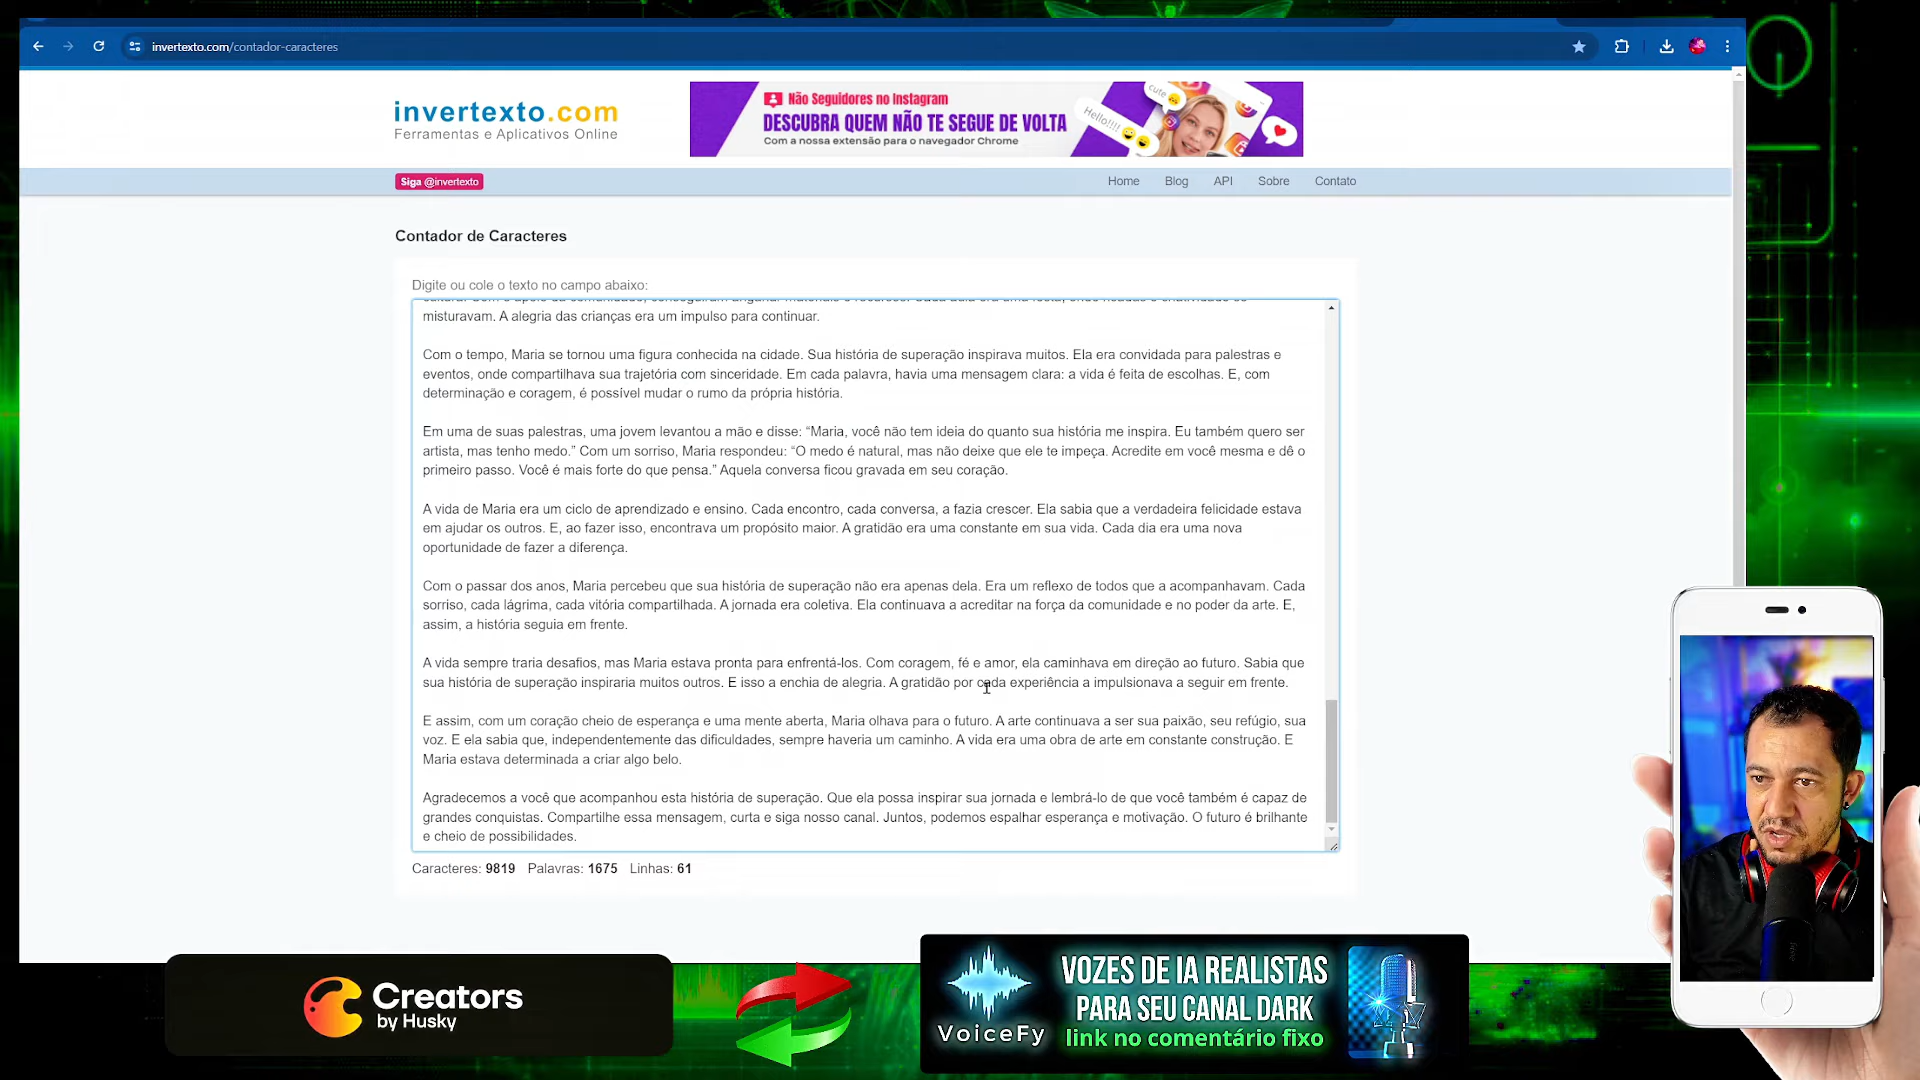 invertexto.com/contador-caracteres
invertexto.com
Ferramentas e Aplicativos Online
Não Seguidores no Instagram
DESCUBRA QUEM NÃO TE SEGUE DE VOLTA
Com a nossa extensão para o navegador Chrome
Hello!!!!
cute
Siga @invertexto
Home Blog API Sobre Contato
Contador de Caracteres
Digite ou cole o texto no campo abaixo:
misturavam. A alegria das crianças era um impulso para continuar.
Com o tempo, Maria se tornou uma figura conhecida na cidade. Sua história de superação inspirava muitos. Ela era convidada para palestras e
eventos, onde compartilhava sua trajetória com sinceridade. Em cada palavra, havia uma mensagem clara: a vida é feita de escolhas. E, com
determinação e coragem, é possível mudar o rumo da própria história.
Em uma de suas palestras, uma jovem levantou a mão e disse: “Maria, você não tem ideia do quanto sua história me inspira. Eu também quero ser
artista, mas tenho medo.” Com um sorriso, Maria respondeu: “O medo é natural, mas não deixe que ele te impeça. Acredite em você mesma e dê o
primeiro passo. Você é mais forte do que pensa.” Aquela conversa ficou gravada em seu coração.
A vida de Maria era um ciclo de aprendizado e ensino. Cada encontro, cada conversa, a fazia crescer. Ela sabia que a verdadeira felicidade estava
em ajudar os outros. E, ao fazer isso, encontrava um propósito maior. A gratidão era uma constante em sua vida. Cada dia era uma nova
oportunidade de fazer a diferença.
Com o passar dos anos, Maria percebeu que sua história de superação não era apenas dela. Era um reflexo de todos que a acompanhavam. Cada
sorriso, cada lágrima, cada vitória compartilhada. A jornada era coletiva. Ela continuava a acreditar na força da comunidade e no poder da arte. E,
assim, a história seguia em frente.
A vida sempre traria desafios, mas Maria estava pronta para enfrentá-los. Com coragem, fé e amor, ela caminhava em direção ao futuro. Sabia que
sua história de superação inspiraria muitos outros. E isso a enchia de alegria. A gratidão por cada experiência a impulsionava a seguir em frente.
E assim, com um coração cheio de esperança e uma mente aberta, Maria olhava para o futuro. A arte continuava a ser sua paixão, seu refúgio, sua
voz. E ela sabia que, independentemente das dificuldades, sempre haveria um caminho. A vida era uma obra de arte em constante construção. E
Maria estava determinada a criar algo belo.
Agradecemos a você que acompanhou esta história de superação. Que ela possa inspirar sua jornada e lembrá-lo de que você também é capaz de
grandes conquistas. Compartilhe essa mensagem, curta e siga nosso canal. Juntos, podemos espalhar esperança e motivação. O futuro é brilhante
e cheio de possibilidades.
Caracteres: 9819 Palavras: 1675 Linhas: 61
Creators
by Husky
VoiceFy
VOZES DE IA REALISTAS
PARA SEU CANAL DARK
link no comentário fixo